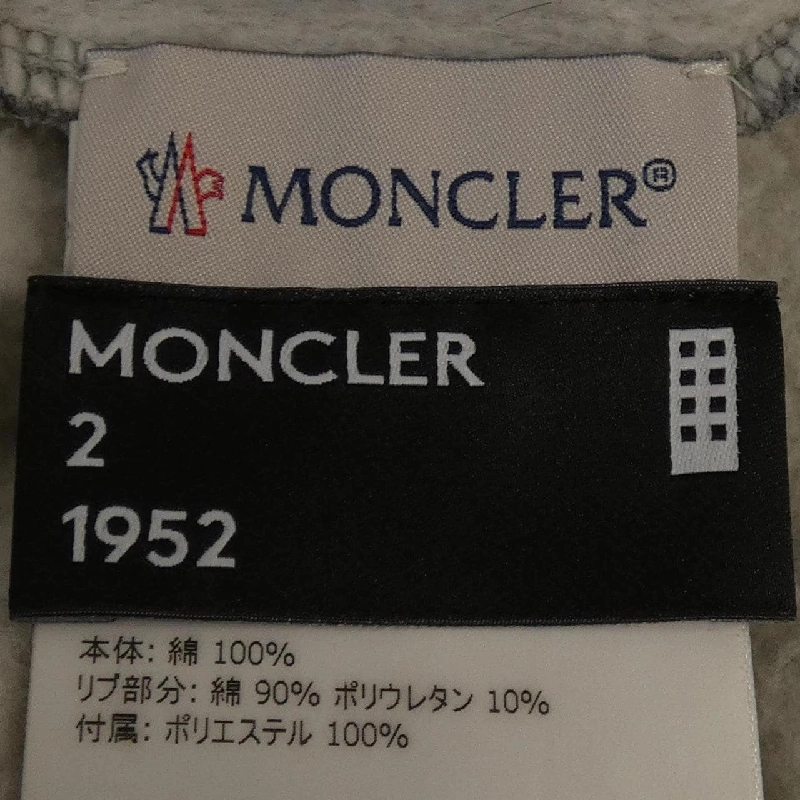 MONCLER®
MONCLER
2
1952
本体: 綿 100%
リブ部分: 綿 90% ポリウレタン 10%
付属: ポリエステル 100%